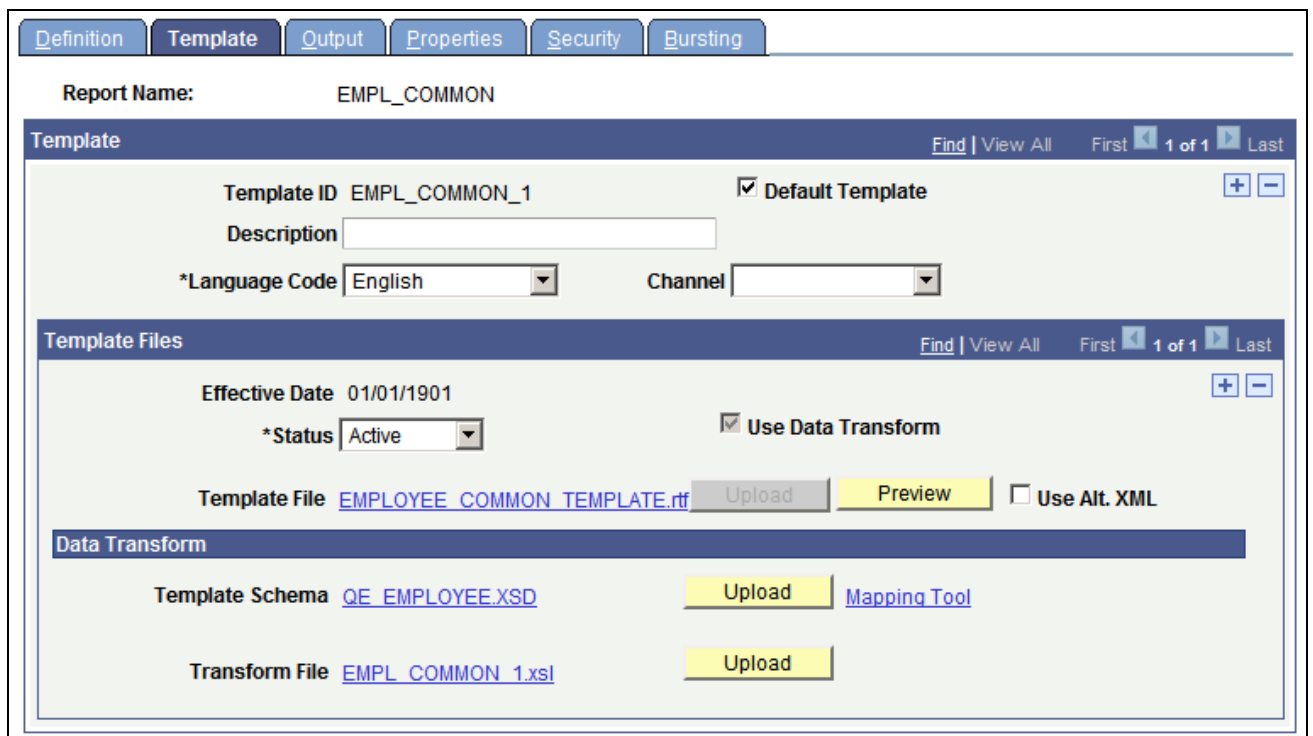 Definition Template Output Properties Security Bursting
Report Name: EMPL_COMMON
Template Find | View All First 1 of 1 Last
Template ID EMPL_COMMON_1 Default Template
Description
*Language Code English Channel
Template Files Find | View All First 1 of 1 Last
Effective Date 01/01/1901
*Status Active Use Data Transform
Template File EMPLOYEE_COMMON_TEMPLATE.rtf Upload Preview Use Alt. XML
Data Transform
Template Schema QE_EMPLOYEE.XSD Upload Mapping Tool
Transform File EMPL_COMMON_1.xsl Upload